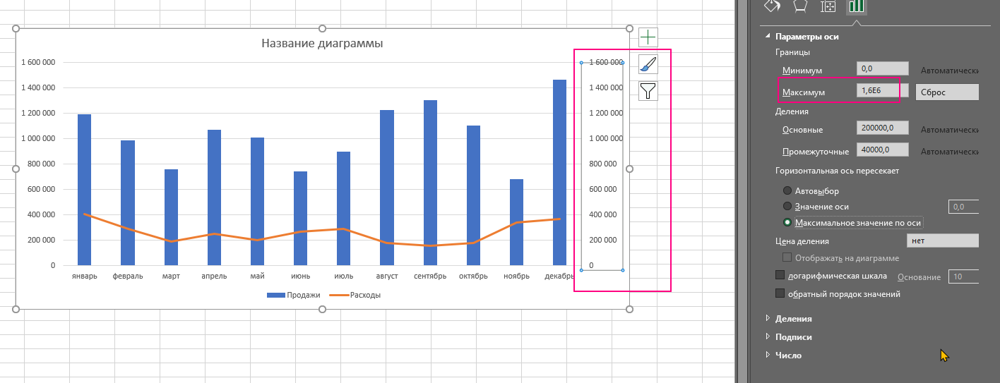 Название диаграммы
1 600 000
1 400 000
1 200 000
1 000 000
800 000
600 000
400 000
200 000
0
1 600 000
1 400 000
1 200 000
1 000 000
800 000
600 000
400 000
200 000
0
январь февраль март апрель май июнь июль август сентябрь октябрь ноябрь декабрь
Продажи Расходы
Параметры оси
Границы
Минимум 0,0 Автоматически
Максимум 1,6E6 Сброс
Деления
Основные 200000,0 Автоматически
Промежуточные 40000,0 Автоматически
Горизонтальная ось пересекает
Автовыбор
Значение оси 0,0
Максимальное значение по оси
Цена деления нет
Отображать на диаграмме
логарифмическая шкала Основание 10
обратный порядок значений
Деления
Подписи
Число